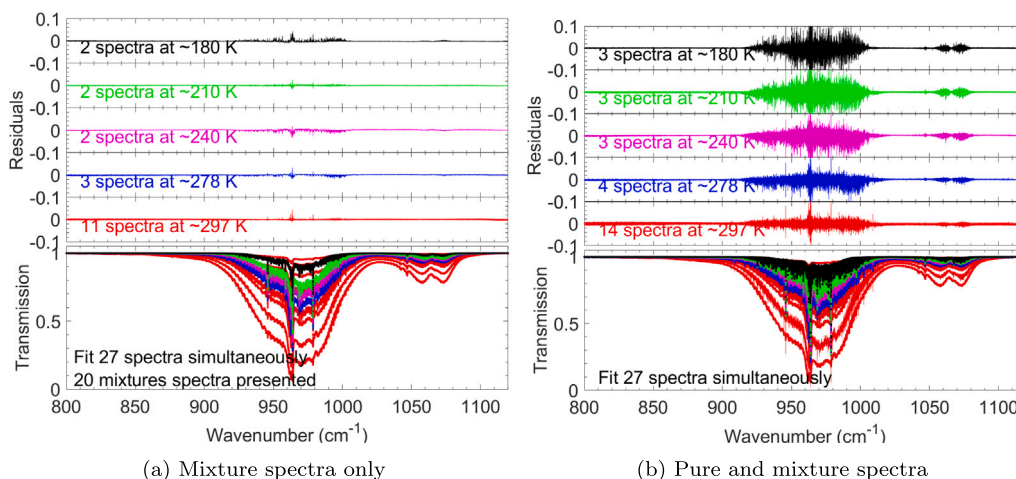 0.1
0
-0.1
0
-0.1
0
-0.1
0
-0.1
0
-0.1
Residuals
2 spectra at ~180 K
2 spectra at ~210 K
2 spectra at ~240 K
3 spectra at ~278 K
11 spectra at ~297 K
1
0.5
0
Transmission
Fit 27 spectra simultaneously
20 mixtures spectra presented
800 850 900 950 1000 1050 1100
Wavenumber (cm-1)
(a) Mixture spectra only
0.1
0
-0.1
0
-0.1
0
-0.1
0
-0.1
0
-0.1
Residuals
3 spectra at ~180 K
3 spectra at ~210 K
3 spectra at ~240 K
4 spectra at ~278 K
14 spectra at ~297 K
1
0.5
0
Transmission
Fit 27 spectra simultaneously
800 850 900 950 1000 1050 1100
Wavenumber (cm-1)
(b) Pure and mixture spectra